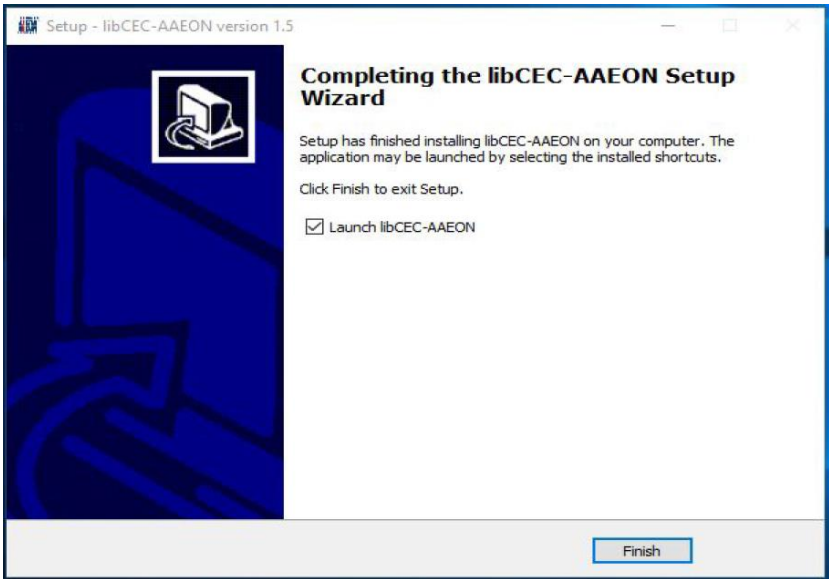 Setup - libCEC-AAEON version 1.5
Completing the libCEC-AAEON Setup
Wizard
Setup has finished installing libCEC-AAEON on your computer. The
application may be launched by selecting the installed shortcuts.
Click Finish to exit Setup.
Launch libCEC-AAEON
Finish